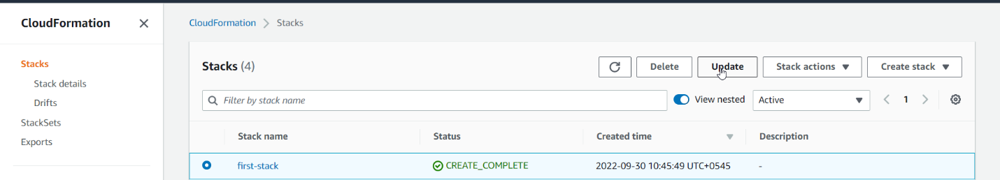 CloudFormation
Stacks
Stack details
Drifts
StackSets
Exports
CloudFormation > Stacks
Stacks (4)
Delete
Update
Stack actions
Create stack
Filter by stack name
View nested
Active
1
Stack name Status Created time Description
first-stack CREATE_COMPLETE 2022-09-30 10:45:49 UTC+0545 -